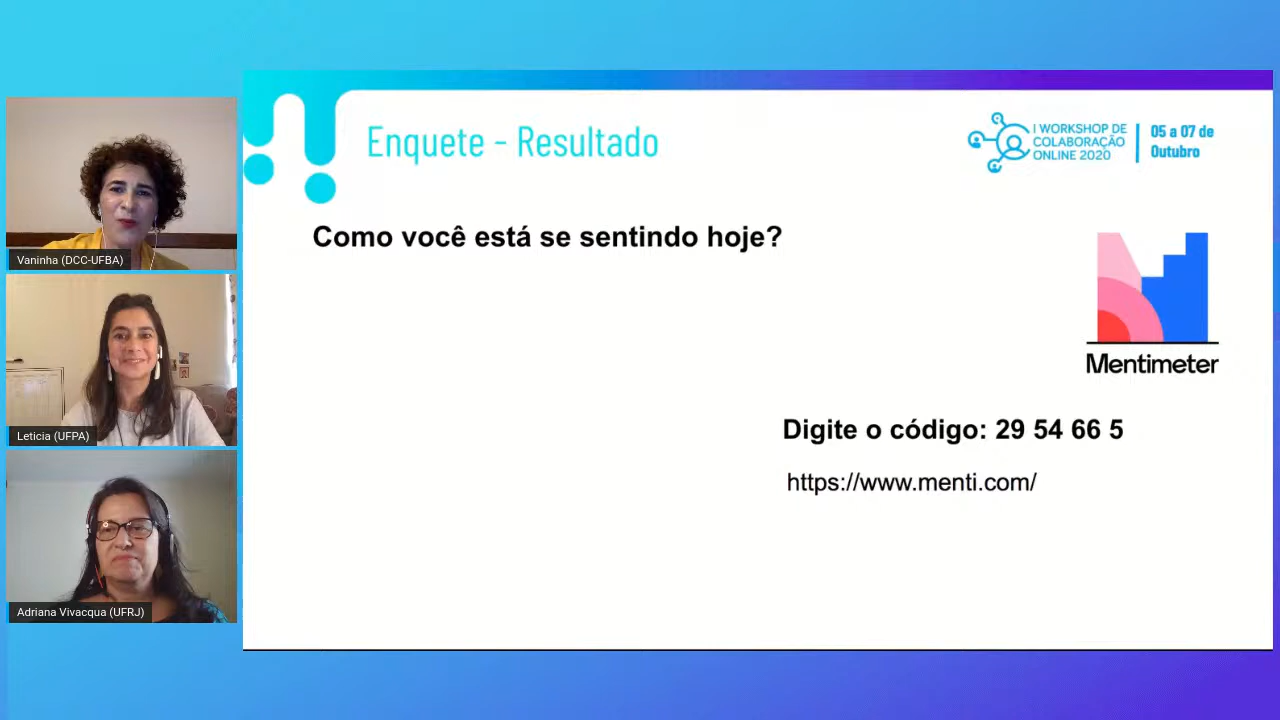 Enquete - Resultado
I WORKSHOP DE
COLABORAÇÃO
ONLINE 2020
05 a 07 de
Outubro
Como você está se sentindo hoje?
Mentimeter
Digite o código: 29 54 66 5
https://www.menti.com/
Vaninha (DCC-UFBA)
Leticia (UFPA)
Adriana Vivacqua (UFRJ)